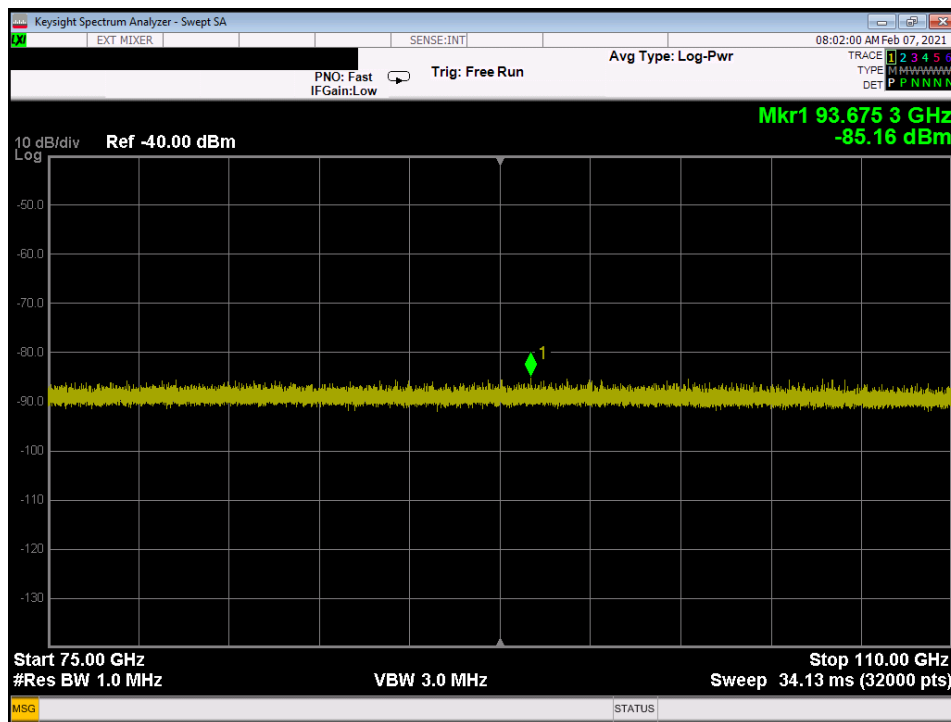 Keysight Spectrum Analyzer - Swept SA
LXI
EXT MIXER
SENSE:INT
08:02:00 AM Feb 07, 2021
PNO: Fast
IFGain:Low
Trig: Free Run
Avg Type: Log-Pwr
TRACE 1 2 3 4 5 6
TYPE M M W W W W W
DET P P N N N N
Mkr1 93.675 3 GHz
-85.16 dBm
10 dB/div
Log
Ref -40.00 dBm
-50.0
-60.0
-70.0
-80.0
1
-90.0
-100
-110
-120
-130
Start 75.00 GHz
Stop 110.00 GHz
#Res BW 1.0 MHz
VBW 3.0 MHz
Sweep 34.13 ms (32000 pts)
MSG
STATUS